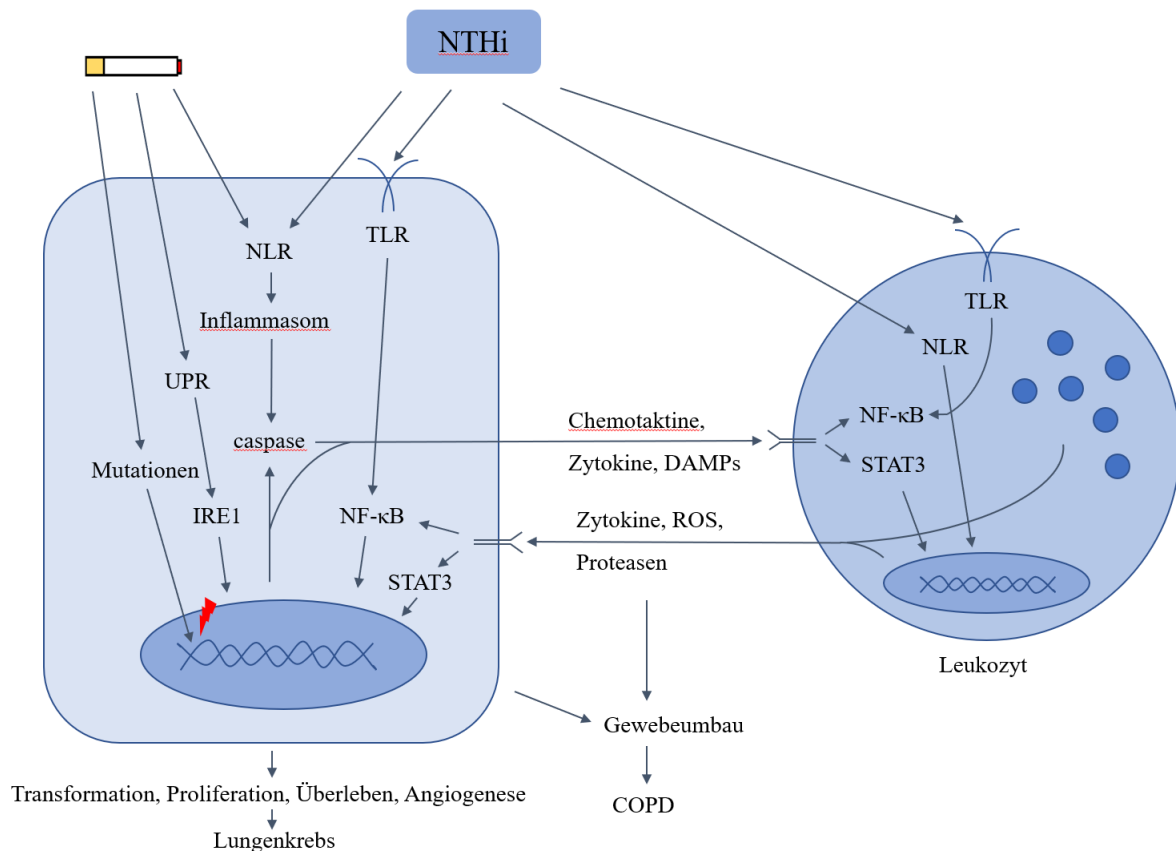 NTHi
TLR
NLR
TLR
Inflammasom
NLR
UPR
NF-κB
Chemotaktine,
caspase
Zytokine, DAMPs
STAT3
Mutationen
IRE1
NF-κB
Zytokine, ROS,
Proteasen
STAT3
Leukozyt
Gewebeumbau
Transformation, Proliferation, Überleben, Angiogenese
COPD
Lungenkrebs